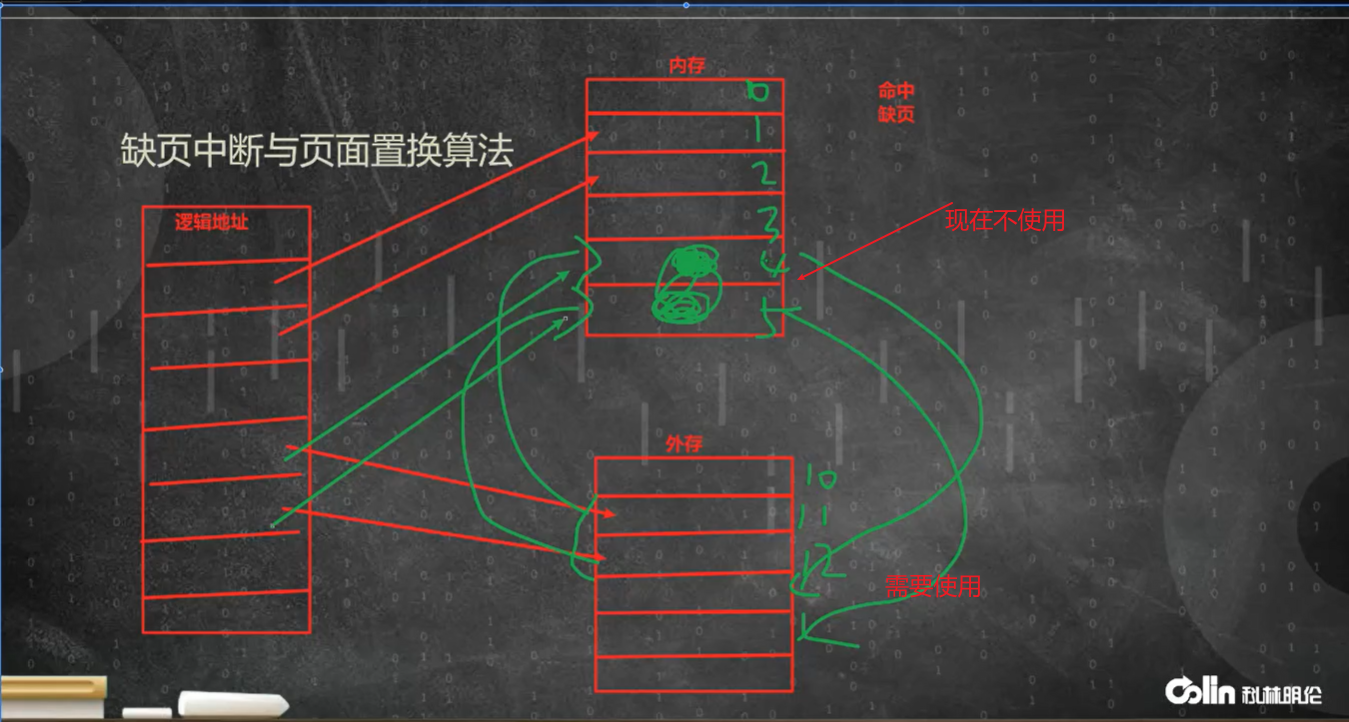 内存
0
命中
缺页
1
缺页中断与页面置换算法
2
逻辑地址
3
现在不使用
4
5
外存
10
11
12
需要使用
Colin 科林明伦